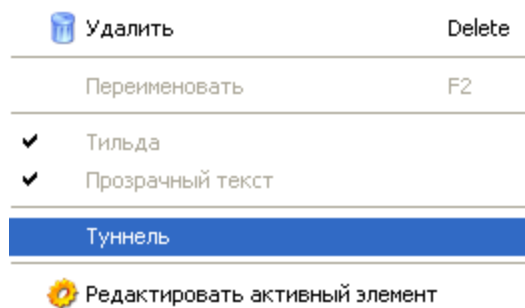 Удалить Delete
Переименовать F2
Тильда
Прозрачный текст
Туннель
Редактировать активный элемент